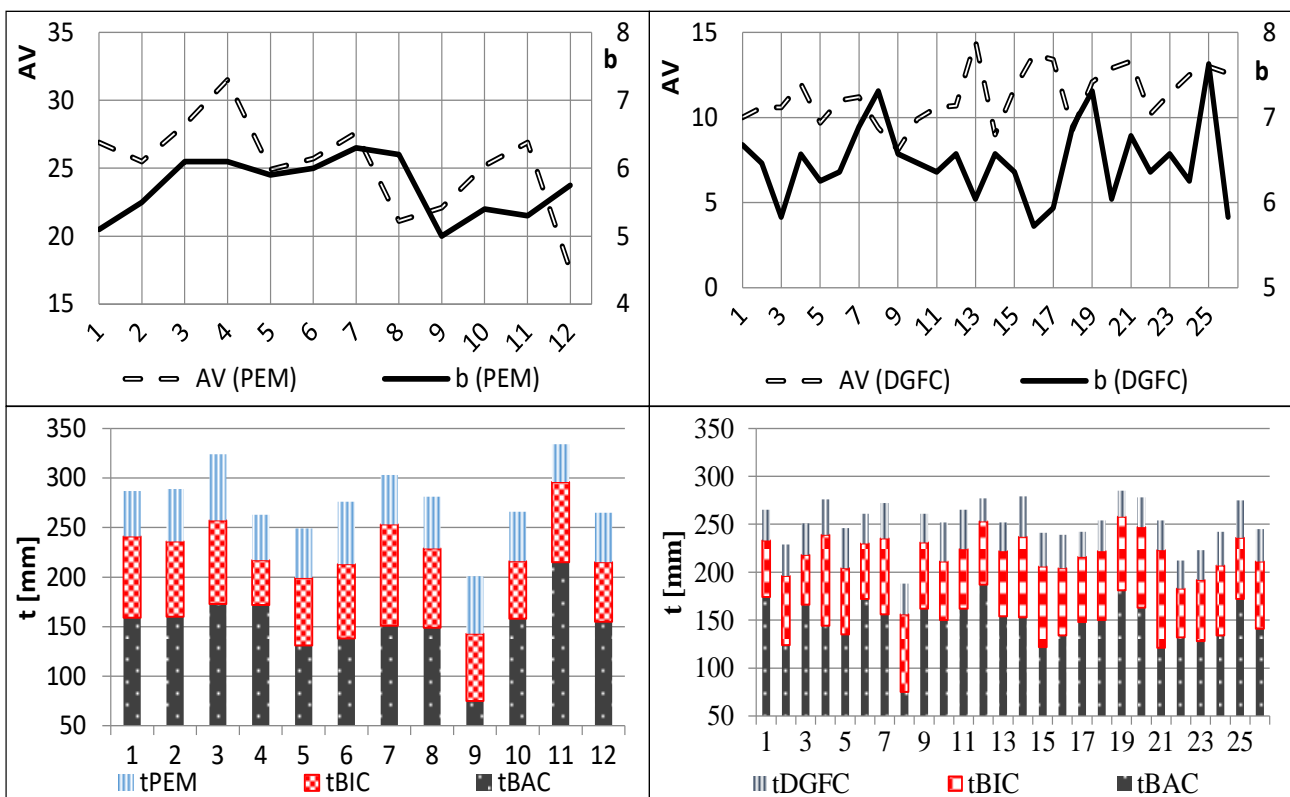 35
30
25
20
15
AV
8
7
6
5
4
b
1 2 3 4 5 6 7 8 9 10 11 12
AV (PEM) b (PEM)
15
10
5
0
AV
8
7
6
5
b
1 3 5 7 9 11 13 15 17 19 21 23 25
AV (DGFC) b (DGFC)
350
300
250
200
150
100
50
t [mm]
1 2 3 4 5 6 7 8 9 10 11 12
tPEM tBIC tBAC
350
300
250
200
150
100
50
t [mm]
1 3 5 7 9 11 13 15 17 19 21 23 25
tDGFC tBIC tBAC